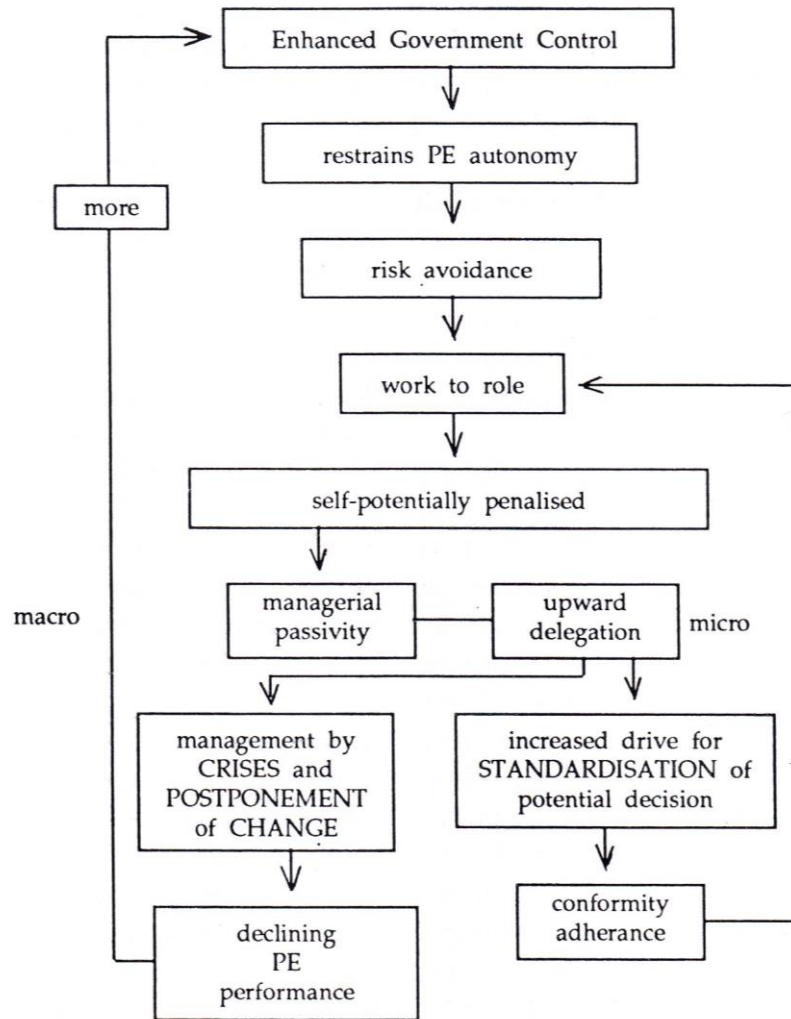 Enhanced Government Control
restrains PE autonomy
more
risk avoidance
work to role
self-potentially penalised
macro
managerial
passivity
upward
delegation
micro
management by
CRISES and
POSTPONEMENT
of CHANGE
increased drive for
STANDARDISATION of
potential decision
declining
PE
performance
conformity
adherance